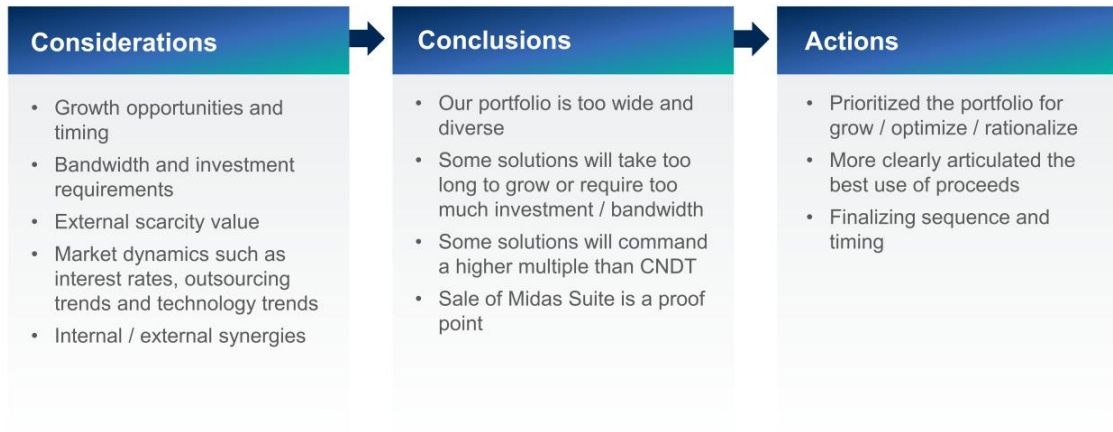 Considerations
• Growth opportunities and
timing
• Bandwidth and investment
requirements
• External scarcity value
• Market dynamics such as
interest rates, outsourcing
trends and technology trends
• Internal / external synergies
Conclusions
• Our portfolio is too wide and
diverse
• Some solutions will take too
long to grow or require too
much investment / bandwidth
• Some solutions will command
a higher multiple than CNDT
• Sale of Midas Suite is a proof
point
Actions
• Prioritized the portfolio for
grow / optimize / rationalize
• More clearly articulated the
best use of proceeds
• Finalizing sequence and
timing